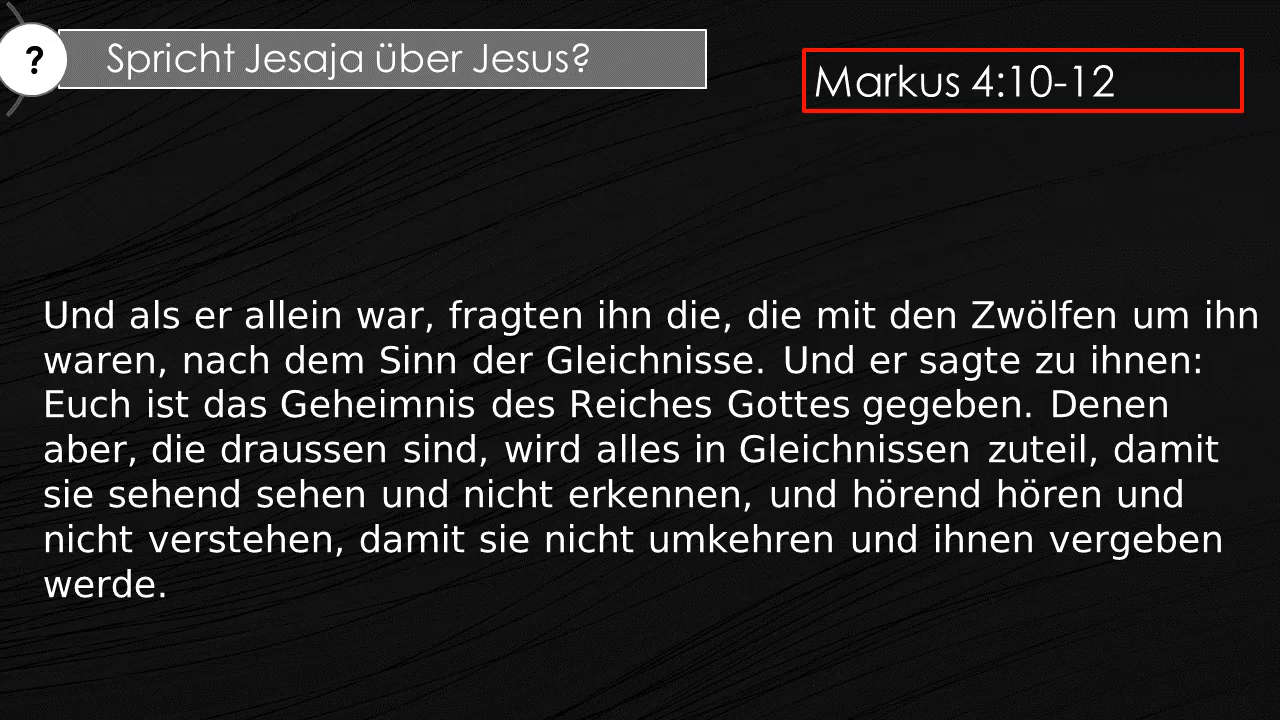 ?
Spricht Jesaja über Jesus?
Markus 4:10-12
Und als er allein war, fragten ihn die, die mit den Zwölfen um ihn
waren, nach dem Sinn der Gleichnisse. Und er sagte zu ihnen:
Euch ist das Geheimnis des Reiches Gottes gegeben. Denen
aber, die draussen sind, wird alles in Gleichnissen zuteil, damit
sie sehend sehen und nicht erkennen, und hörend hören und
nicht verstehen, damit sie nicht umkehren und ihnen vergeben
werde.